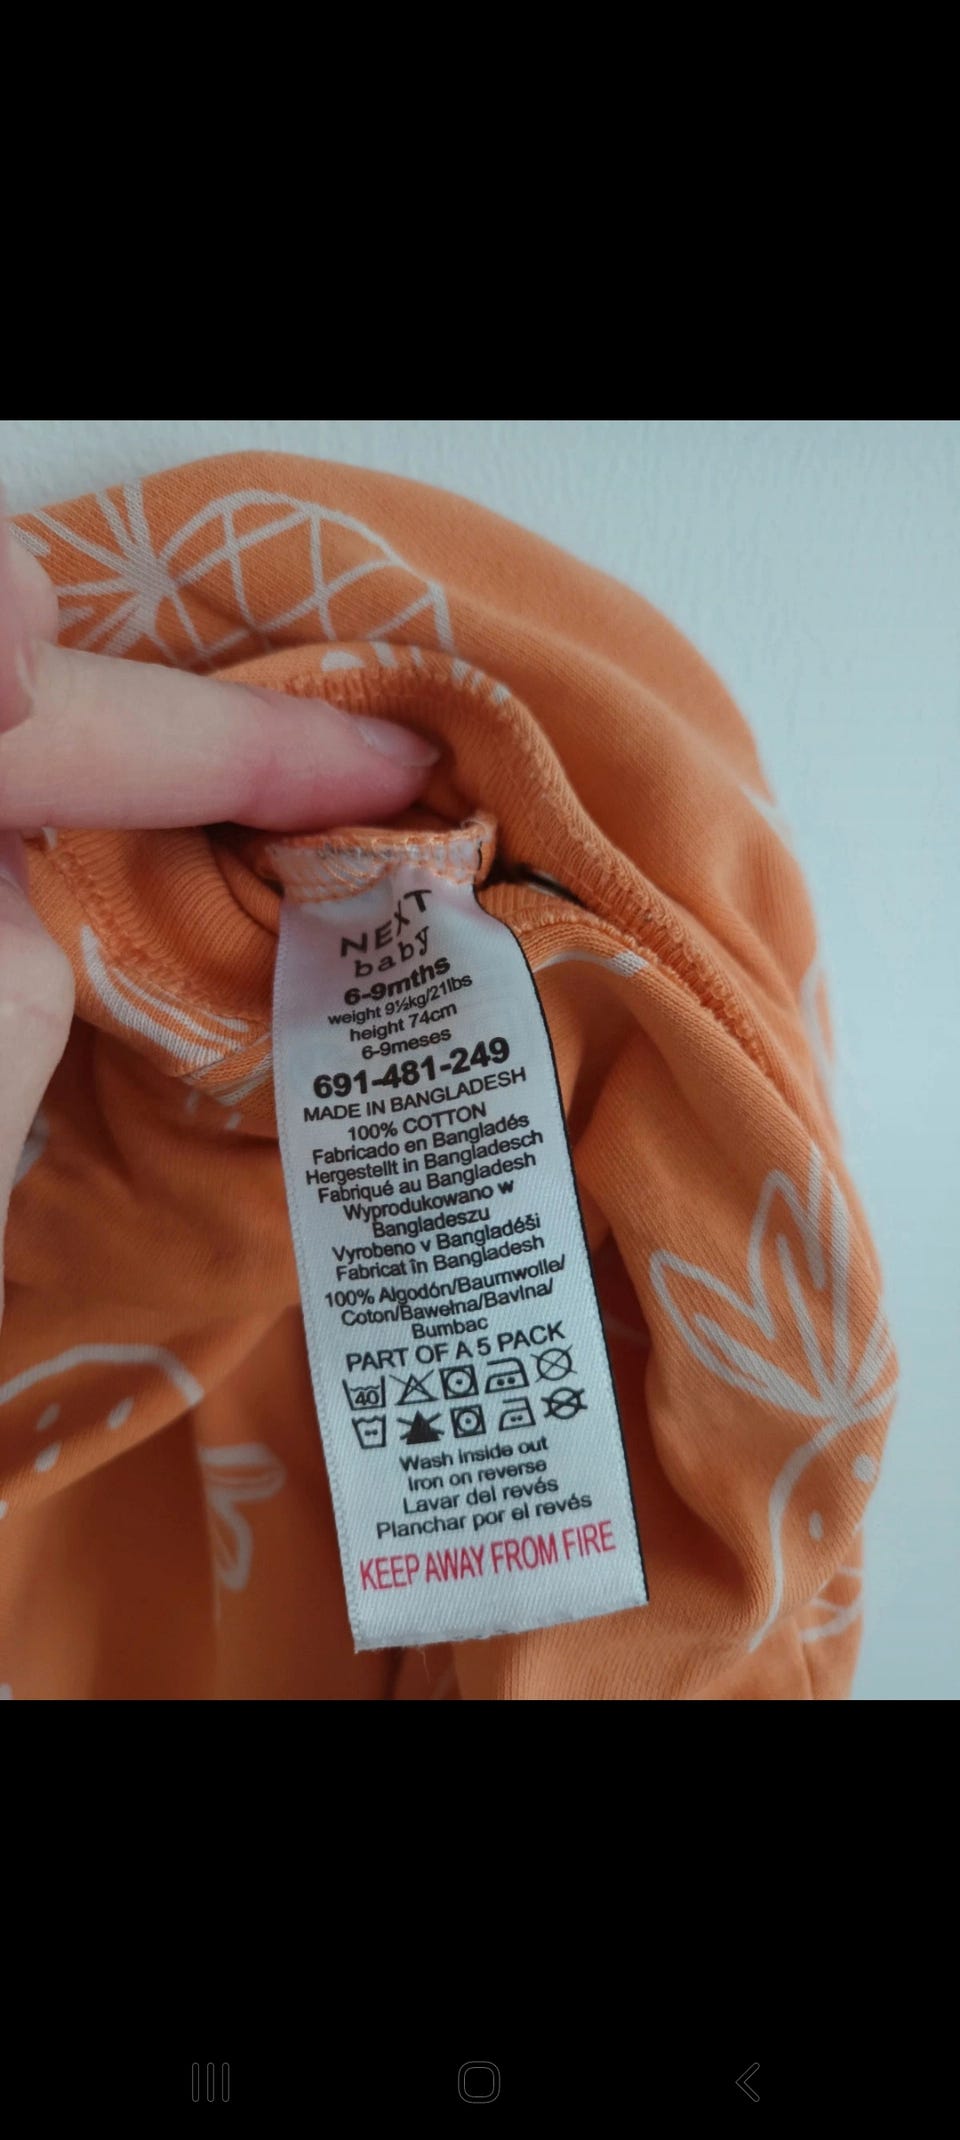 NEXT
baby
6-9mths
weight 9½kg/21lbs
height 74cm
6-9meses
691-481-249
MADE IN BANGLADESH
100% COTTON
Fabricado en Bangladés
Hergestellt in Bangladesch
Fabriqué au Bangladesh
Wyprodukowano w
Bangladeszu
Vyrobeno v Bangladéši
Fabricat în Bangladesh
100% Algodón/Baumwolle/
Coton/Bawełna/Bavlna/
Bumbac
PART OF A 5 PACK
40
Wash inside out
Iron on reverse
Lavar del revés
Planchar por el revés
KEEP AWAY FROM FIRE